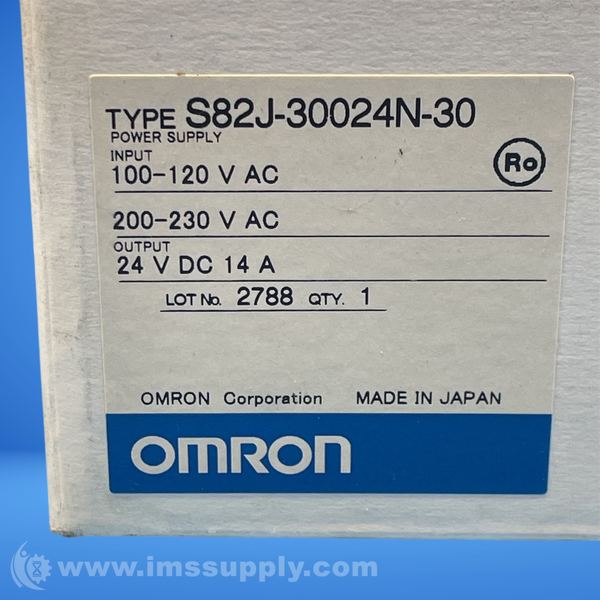 TYPE S82J-30024N-30
POWER SUPPLY
INPUT
100-120 V AC
Ro
200-230 V AC
OUTPUT
24 V DC 14 A
LOT No. 2788 QTY. 1
OMRON Corporation MADE IN JAPAN
OMRON
www.imssupply.com